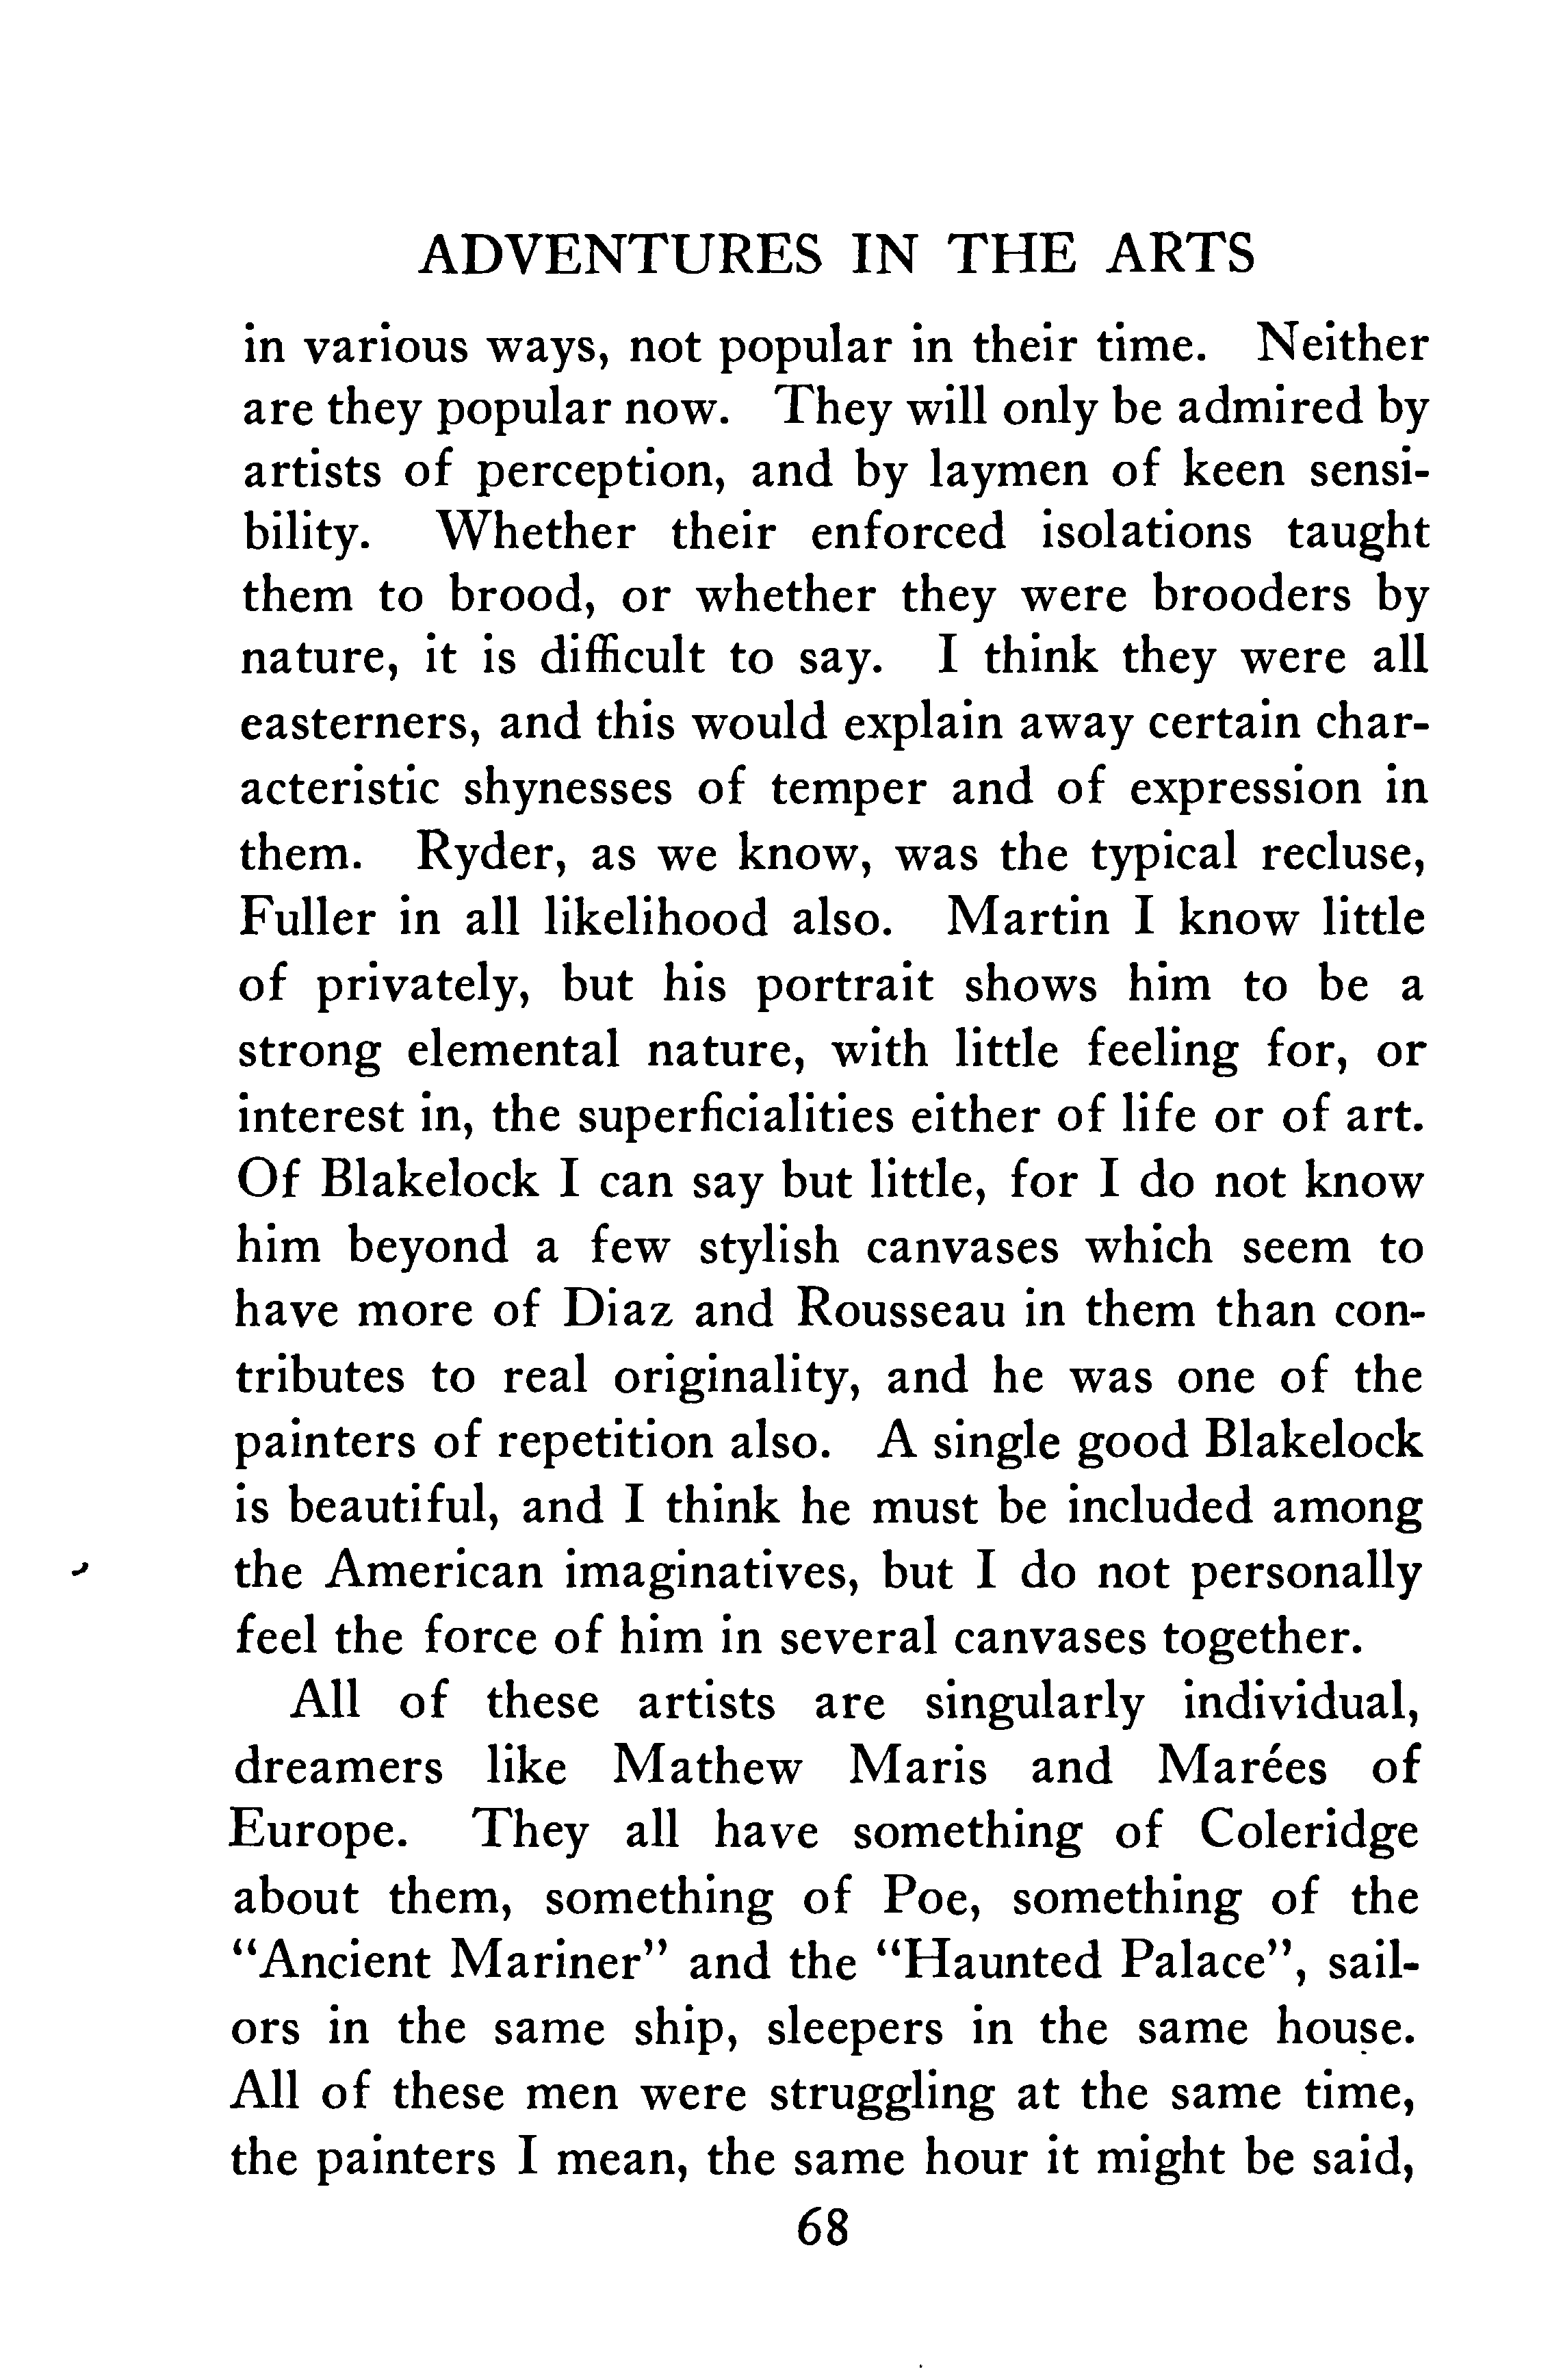 ADVENTURES IN THE ARTS
in various ways, not popular in their time. Neither
are they popular now. They will only be admired by
artists of perception, and by laymen of keen sensi-
bility. Whether their enforced isolations taught
them to brood, or whether they were brooders by
nature, it is difficult to say. I think they were all
easterners, and this would explain away certain char-
acteristic shynesses of temper and of expression in
them. Ryder, as we know, was the typical recluse,
Fuller in all likelihood also. Martin I know little
of privately, but his portrait shows him to be a
strong elemental nature, with little feeling for, or
interest in, the superficialities either of life or of art.
Of Blakelock I can say but little, for I do not know
him beyond a few stylish canvases which seem to
have more of Diaz and Rousseau in them than con-
tributes to real originality, and he was one of the
painters of repetition also. A single good Blakelock
is beautiful, and I think he must be included among
the American imaginatives, but I do not personally
feel the force of him in several canvases together.
All of these artists are singularly individual,
dreamers like Mathew Maris and Marées of
Europe. They all have something of Coleridge
about them, something of Poe, something of the
"Ancient Mariner" and the "Haunted Palace", sail-
ors in the same ship, sleepers in the same house.
All of these men were struggling at the same time,
the painters I mean, the same hour it might be said,
68